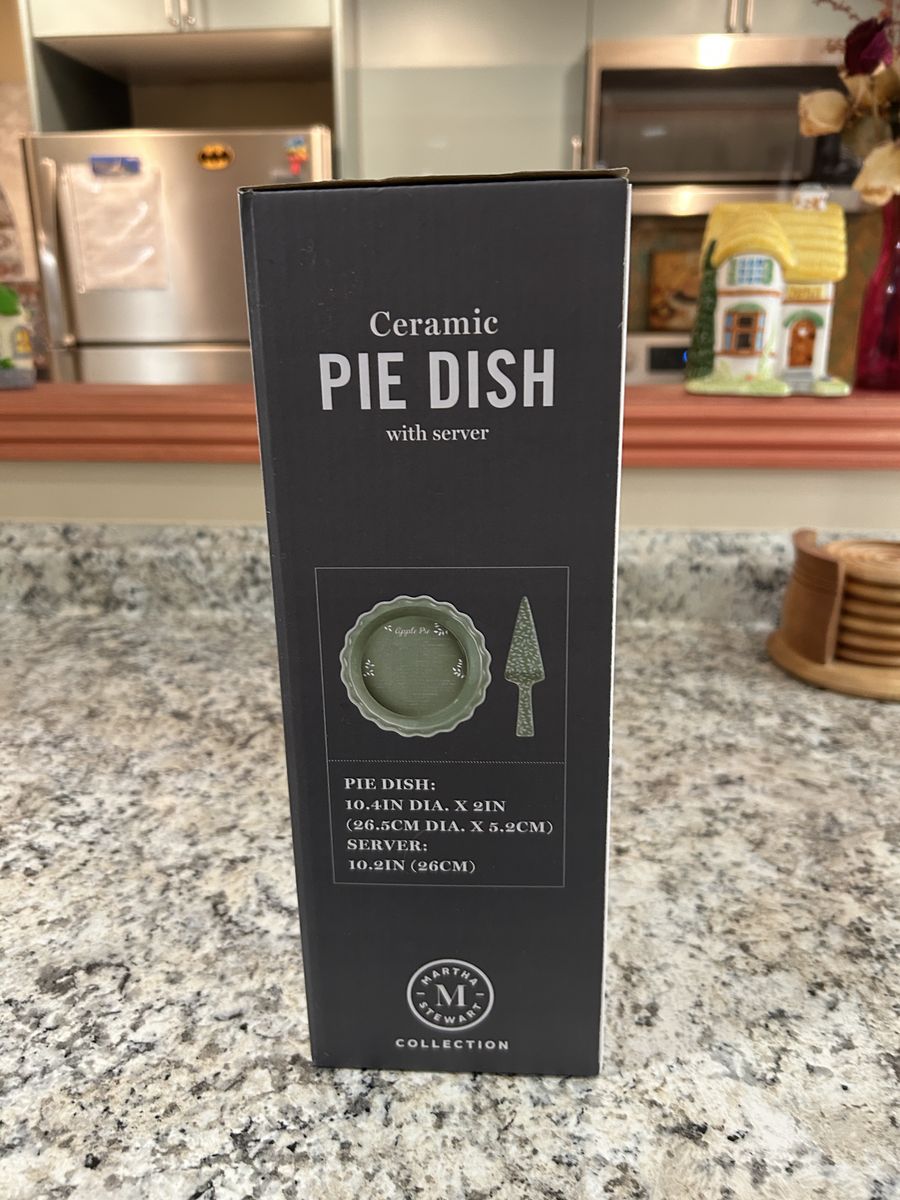 Ceramic
PIE DISH
with server
Apple Pie
PIE DISH:
10.4IN DIA. X 2IN
(26.5CM DIA. X 5.2CM)
SERVER:
10.2IN (26CM)
MARTHA
M
STEWART
COLLECTION